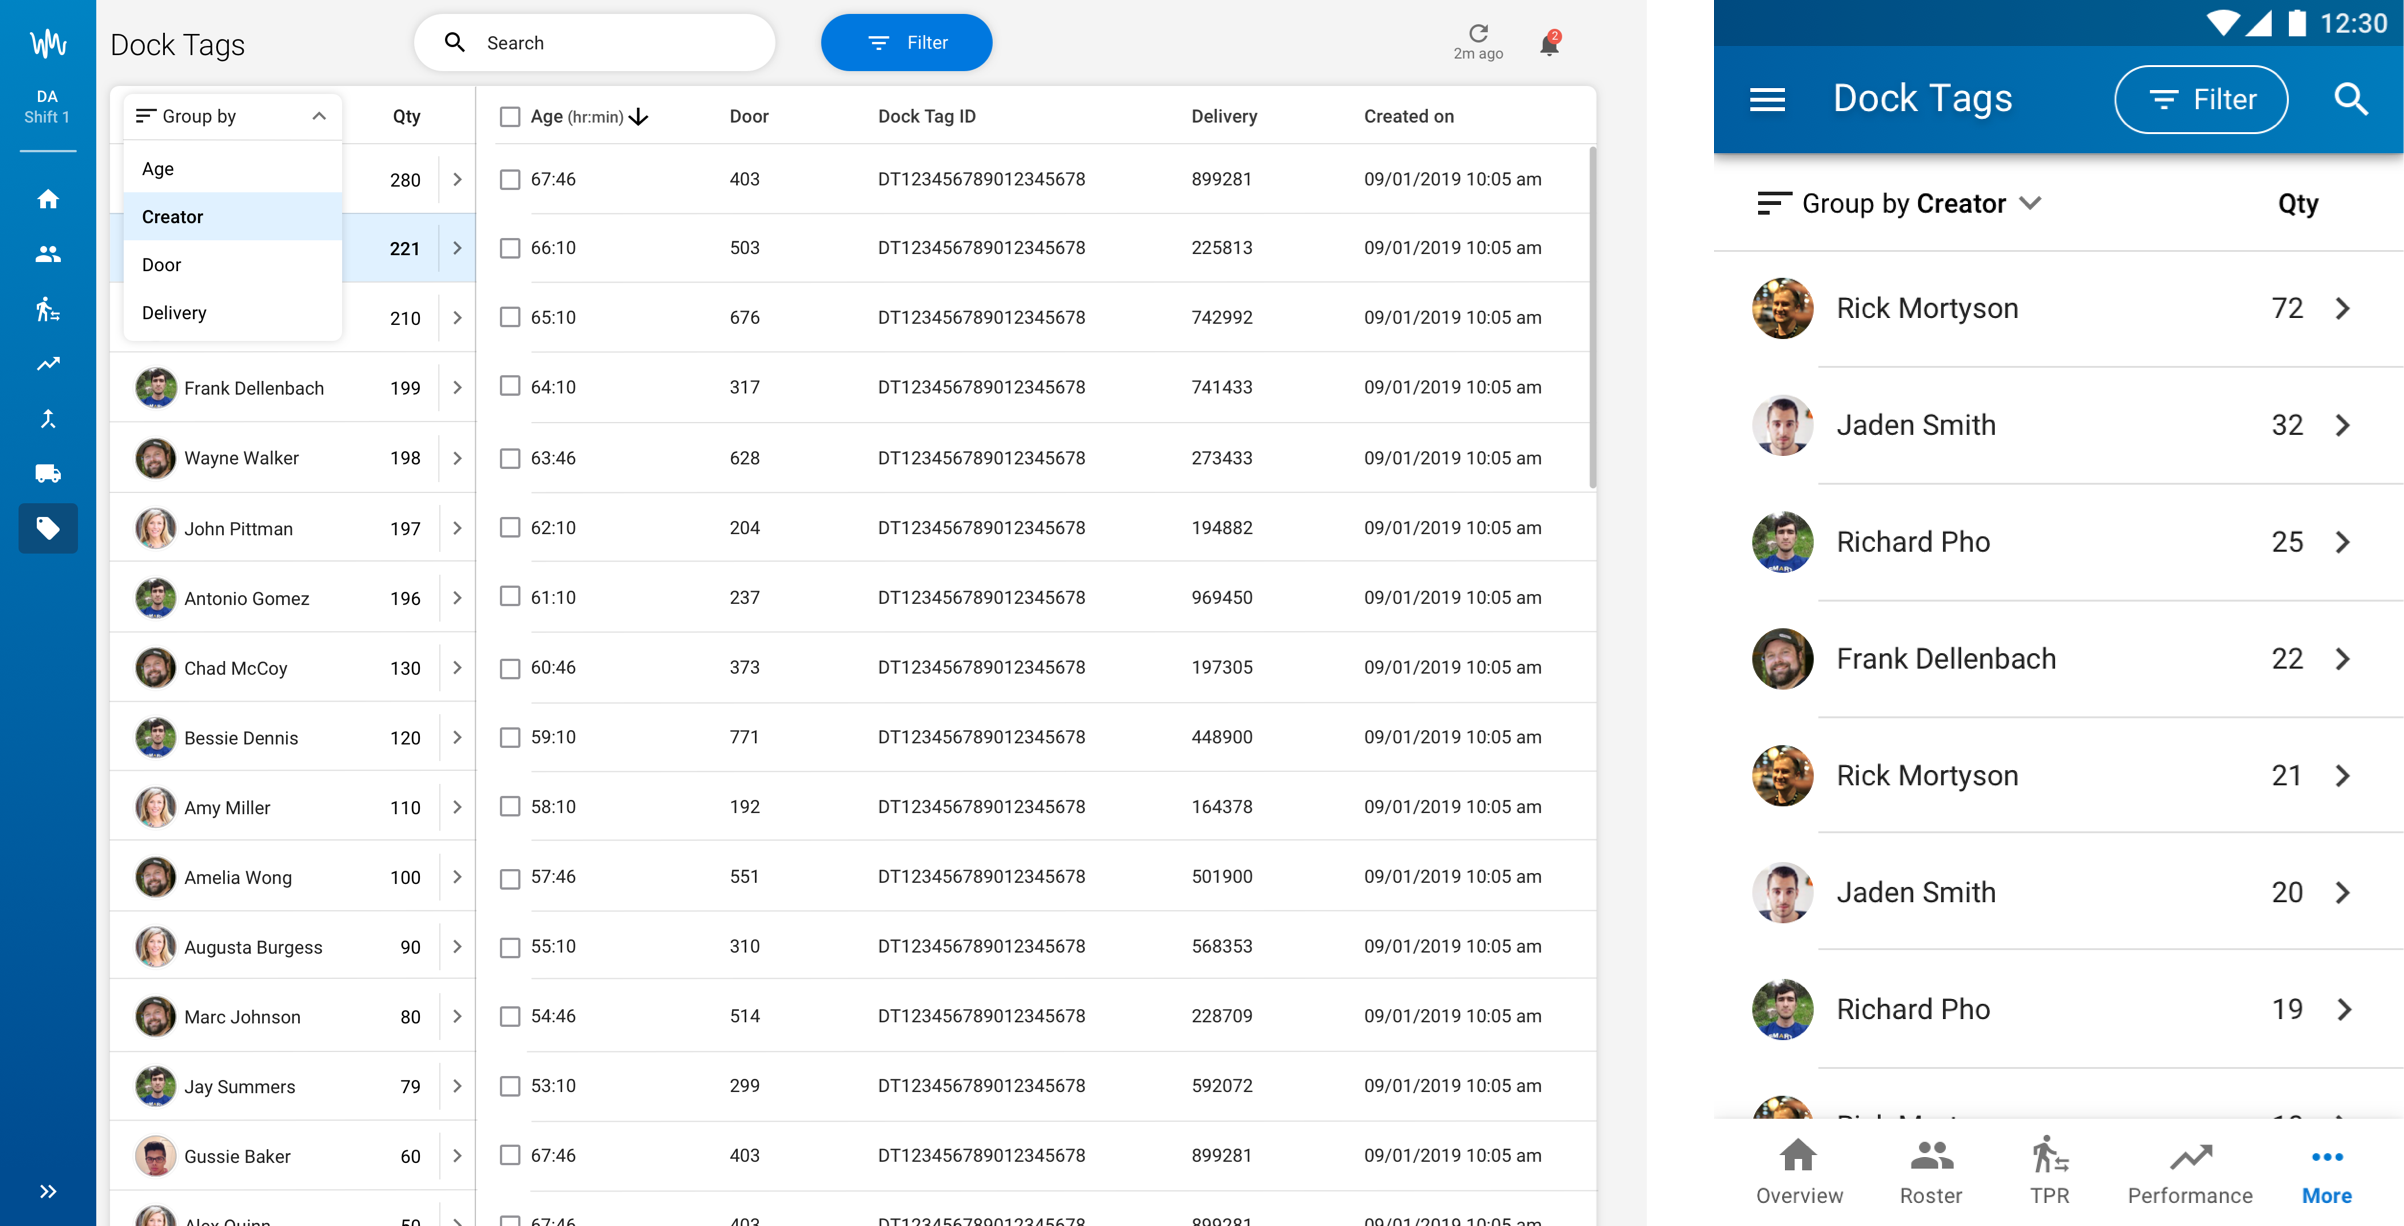 DA
Shift 1
Dock Tags
Search
Filter
2m ago
2
Group by
Age
Creator
Door
Delivery
Qty
280
221
210
Frank Dellenbach 199
Wayne Walker 198
John Pittman 197
Antonio Gomez 196
Chad McCoy 130
Bessie Dennis 120
Amy Miller 110
Amelia Wong 100
Augusta Burgess 90
Marc Johnson 80
Jay Summers 79
Gussie Baker 60
Alex Quinn 50
Age (hr:min) Door Dock Tag ID Delivery Created on
67:46 403 DT123456789012345678 899281 09/01/2019 10:05 am
66:10 503 DT123456789012345678 225813 09/01/2019 10:05 am
65:10 676 DT123456789012345678 742992 09/01/2019 10:05 am
64:10 317 DT123456789012345678 741433 09/01/2019 10:05 am
63:46 628 DT123456789012345678 273433 09/01/2019 10:05 am
62:10 204 DT123456789012345678 194882 09/01/2019 10:05 am
61:10 237 DT123456789012345678 969450 09/01/2019 10:05 am
60:46 373 DT123456789012345678 197305 09/01/2019 10:05 am
59:10 771 DT123456789012345678 448900 09/01/2019 10:05 am
58:10 192 DT123456789012345678 164378 09/01/2019 10:05 am
57:46 551 DT123456789012345678 501900 09/01/2019 10:05 am
55:10 310 DT123456789012345678 568353 09/01/2019 10:05 am
54:46 514 DT123456789012345678 228709 09/01/2019 10:05 am
53:10 299 DT123456789012345678 592072 09/01/2019 10:05 am
67:46 403 DT123456789012345678 899281 09/01/2019 10:05 am
67:46 403 DT123456789012345678 899281 09/01/2019 10:05 am
12:30
Dock Tags
Filter
Group by Creator Qty
Rick Mortyson 72
Jaden Smith 32
Richard Pho 25
Frank Dellenbach 22
Rick Mortyson 21
Jaden Smith 20
Richard Pho 19
Overview Roster TPR Performance More